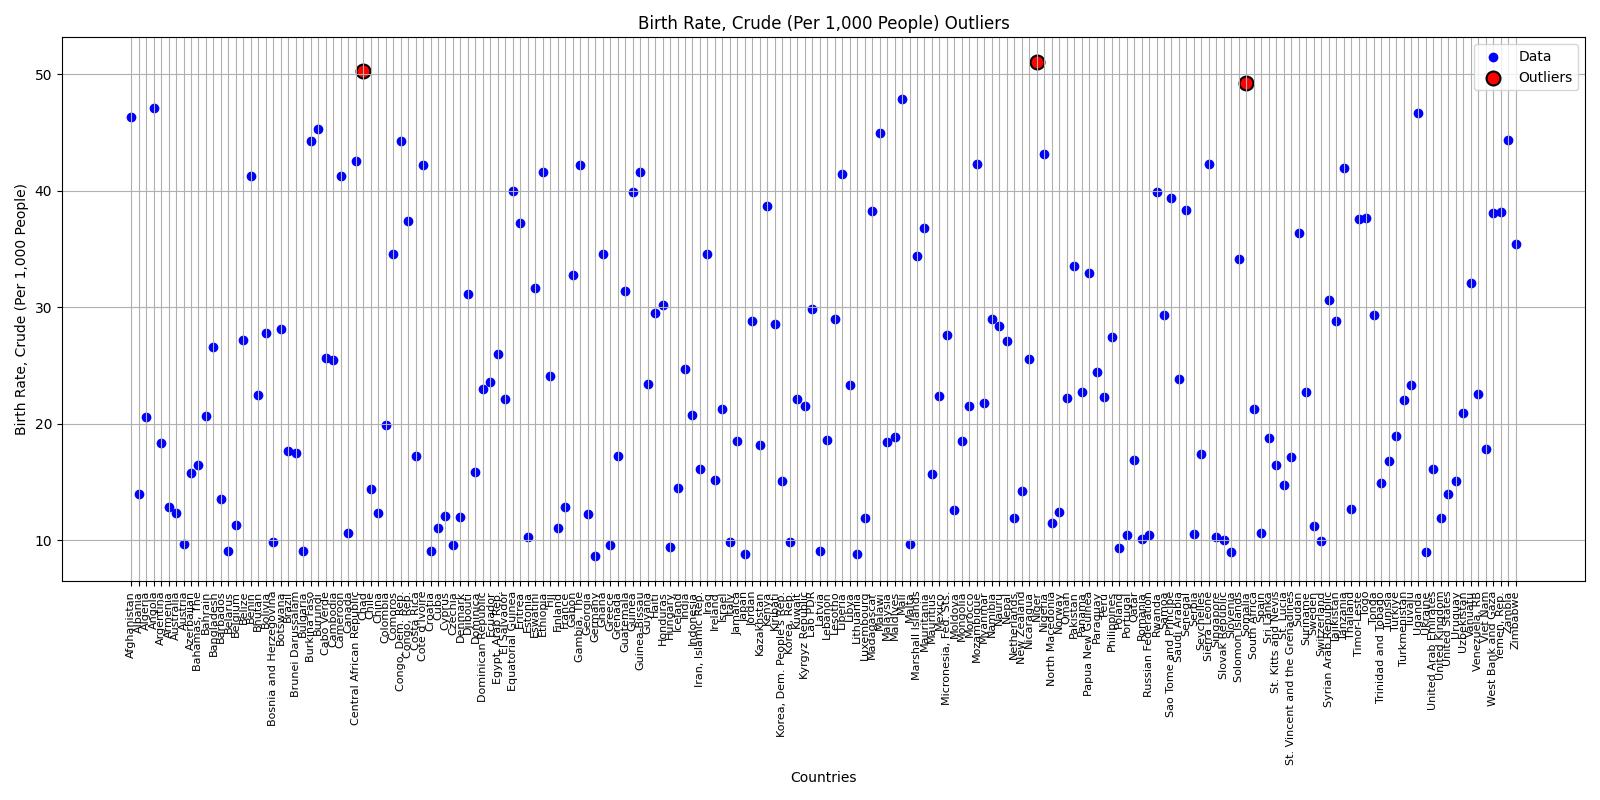 Birth Rate, Crude (Per 1,000 People) Outliers
Data
Outliers
50
40
30
20
10
Birth Rate, Crude (Per 1,000 People)
Afghanistan
Albania
Algeria
Angola
Argentina
Armenia
Australia
Austria
Azerbaijan
Bahamas, The
Bahrain
Bangladesh
Barbados
Belarus
Belgium
Belize
Benin
Bhutan
Bolivia
Bosnia and Herzegovina
Botswana
Brazil
Brunei Darussalam
Bulgaria
Burkina Faso
Burundi
Cabo Verde
Cambodia
Cameroon
Canada
Central African Republic
Chad
Chile
China
Colombia
Comoros
Congo, Dem. Rep.
Congo, Rep.
Costa Rica
Cote d'Ivoire
Croatia
Cuba
Cyprus
Czechia
Denmark
Djibouti
Dominica
Dominican Republic
Ecuador
Egypt, Arab Rep.
El Salvador
Equatorial Guinea
Eritrea
Estonia
Eswatini
Ethiopia
Fiji
Finland
France
Gabon
Gambia, The
Georgia
Germany
Ghana
Greece
Grenada
Guatemala
Guinea
Guinea-Bissau
Guyana
Haiti
Honduras
Hungary
Iceland
India
Indonesia
Iran, Islamic Rep.
Iraq
Ireland
Israel
Italy
Jamaica
Japan
Jordan
Kazakhstan
Kenya
Kiribati
Korea, Dem. People's Rep.
Korea, Rep.
Kuwait
Kyrgyz Republic
Lao PDR
Latvia
Lebanon
Lesotho
Liberia
Libya
Lithuania
Luxembourg
Madagascar
Malawi
Malaysia
Maldives
Mali
Malta
Marshall Islands
Mauritania
Mauritius
Mexico
Micronesia, Fed. Sts.
Moldova
Mongolia
Morocco
Mozambique
Myanmar
Namibia
Nauru
Nepal
Netherlands
New Zealand
Nicaragua
Niger
Nigeria
North Macedonia
Norway
Oman
Pakistan
Panama
Papua New Guinea
Paraguay
Peru
Philippines
Poland
Portugal
Qatar
Romania
Russian Federation
Rwanda
Samoa
Sao Tome and Principe
Saudi Arabia
Senegal
Serbia
Seychelles
Sierra Leone
Singapore
Slovak Republic
Slovenia
Solomon Islands
Somalia
South Africa
Spain
Sri Lanka
St. Kitts and Nevis
St. Lucia
St. Vincent and the Grenadines
Sudan
Suriname
Sweden
Switzerland
Syrian Arab Republic
Tajikistan
Tanzania
Thailand
Timor-Leste
Togo
Tonga
Trinidad and Tobago
Tunisia
Turkiye
Turkmenistan
Tuvalu
Uganda
Ukraine
United Arab Emirates
United Kingdom
United States
Uruguay
Uzbekistan
Vanuatu
Venezuela, RB
Viet Nam
West Bank and Gaza
Yemen, Rep.
Zambia
Zimbabwe
Countries